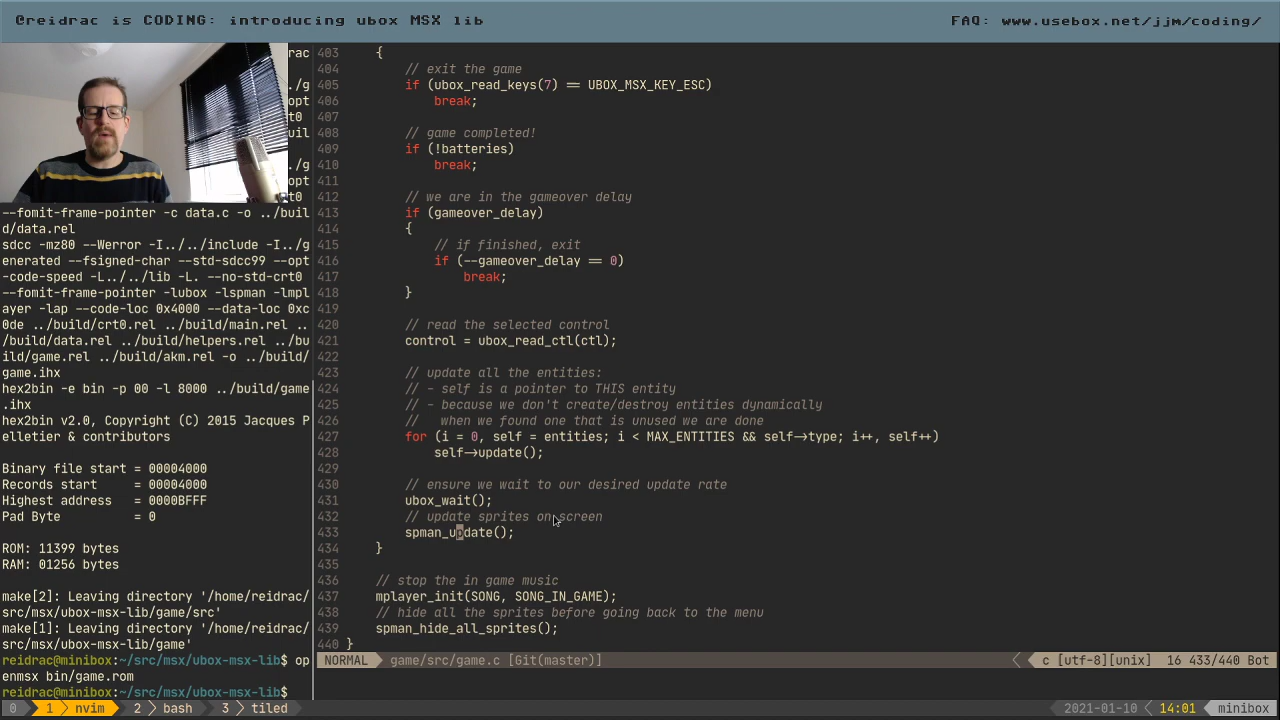 @reidrac is CODING: introducing ubox MSX lib
FAQ: www.usebox.net/jjm/coding/
rac
./g
opt
t0
uil
./g
opt
t0
--fomit-frame-pointer -c data.c -o ../buil
d/data.rel
sdcc -mz80 --Werror -I../../include -I../g
enerated --fsigned-char --std-sdcc99 --opt
-code-speed -L../../lib -L. --no-std-crt0
--fomit-frame-pointer -lubox -lspman -lmpl
ayer -lap --code-loc 0x4000 --data-loc 0xc
0de ../build/crt0.rel ../build/main.rel ..
/build/data.rel ../build/helpers.rel ../bu
ild/game.rel ../build/akm.rel -o ../build/
game.ihx
hex2bin -e bin -p 00 -l 8000 ../build/game
.ihx
hex2bin v2.0, Copyright (C) 2015 Jacques P
elletier & contributors
Binary file start = 00004000
Records start = 00004000
Highest address = 0000BFFF
Pad Byte = 0
ROM: 11399 bytes
RAM: 01256 bytes
make[2]: Leaving directory '/home/reidrac/
src/msx/ubox-msx-lib/game/src'
make[1]: Leaving directory '/home/reidrac/
src/msx/ubox-msx-lib/game'
reidrac@minibox:~/src/msx/ubox-msx-lib$ op
enmsx bin/game.rom
reidrac@minibox:~/src/msx/ubox-msx-lib$
403 {
404 // exit the game
405 if (ubox_read_keys(7) == UBOX_MSX_KEY_ESC)
406 break;
407
408 // game completed!
409 if (!batteries)
410 break;
411
412 // we are in the gameover delay
413 if (gameover_delay)
414 {
415 // if finished, exit
416 if (--gameover_delay == 0)
417 break;
418 }
419
420 // read the selected control
421 control = ubox_read_ctl(ctl);
422
423 // update all the entities:
424 // - self is a pointer to THIS entity
425 // - because we don't create/destroy entities dynamically
426 // when we found one that is unused we are done
427 for (i = 0, self = entities; i < MAX_ENTITIES && self->type; i++, self++)
428 self->update();
429
430 // ensure we wait to our desired update rate
431 ubox_wait();
432 // update sprites on screen
433 spman_update();
434 }
435
436 // stop the in game music
437 mplayer_init(SONG, SONG_IN_GAME);
438 // hide all the sprites before going back to the menu
439 spman_hide_all_sprites();
440 }
NORMAL game/src/game.c [Git(master)] c [utf-8][unix] 16 433/440 Bot
0 1 nvim 2 bash 3 tiled 2021-01-10 14:01 minibox